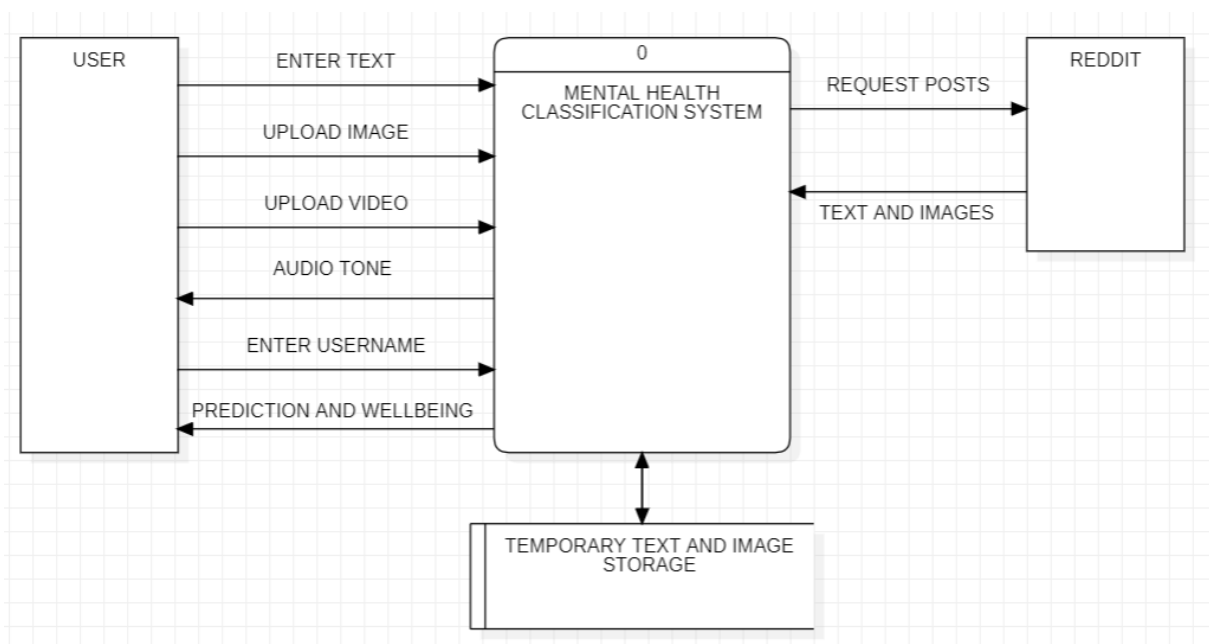 USER
ENTER TEXT
UPLOAD IMAGE
UPLOAD VIDEO
AUDIO TONE
ENTER USERNAME
PREDICTION AND WELLBEING
0
MENTAL HEALTH
CLASSIFICATION SYSTEM
REQUEST POSTS
TEXT AND IMAGES
REDDIT
TEMPORARY TEXT AND IMAGE
STORAGE